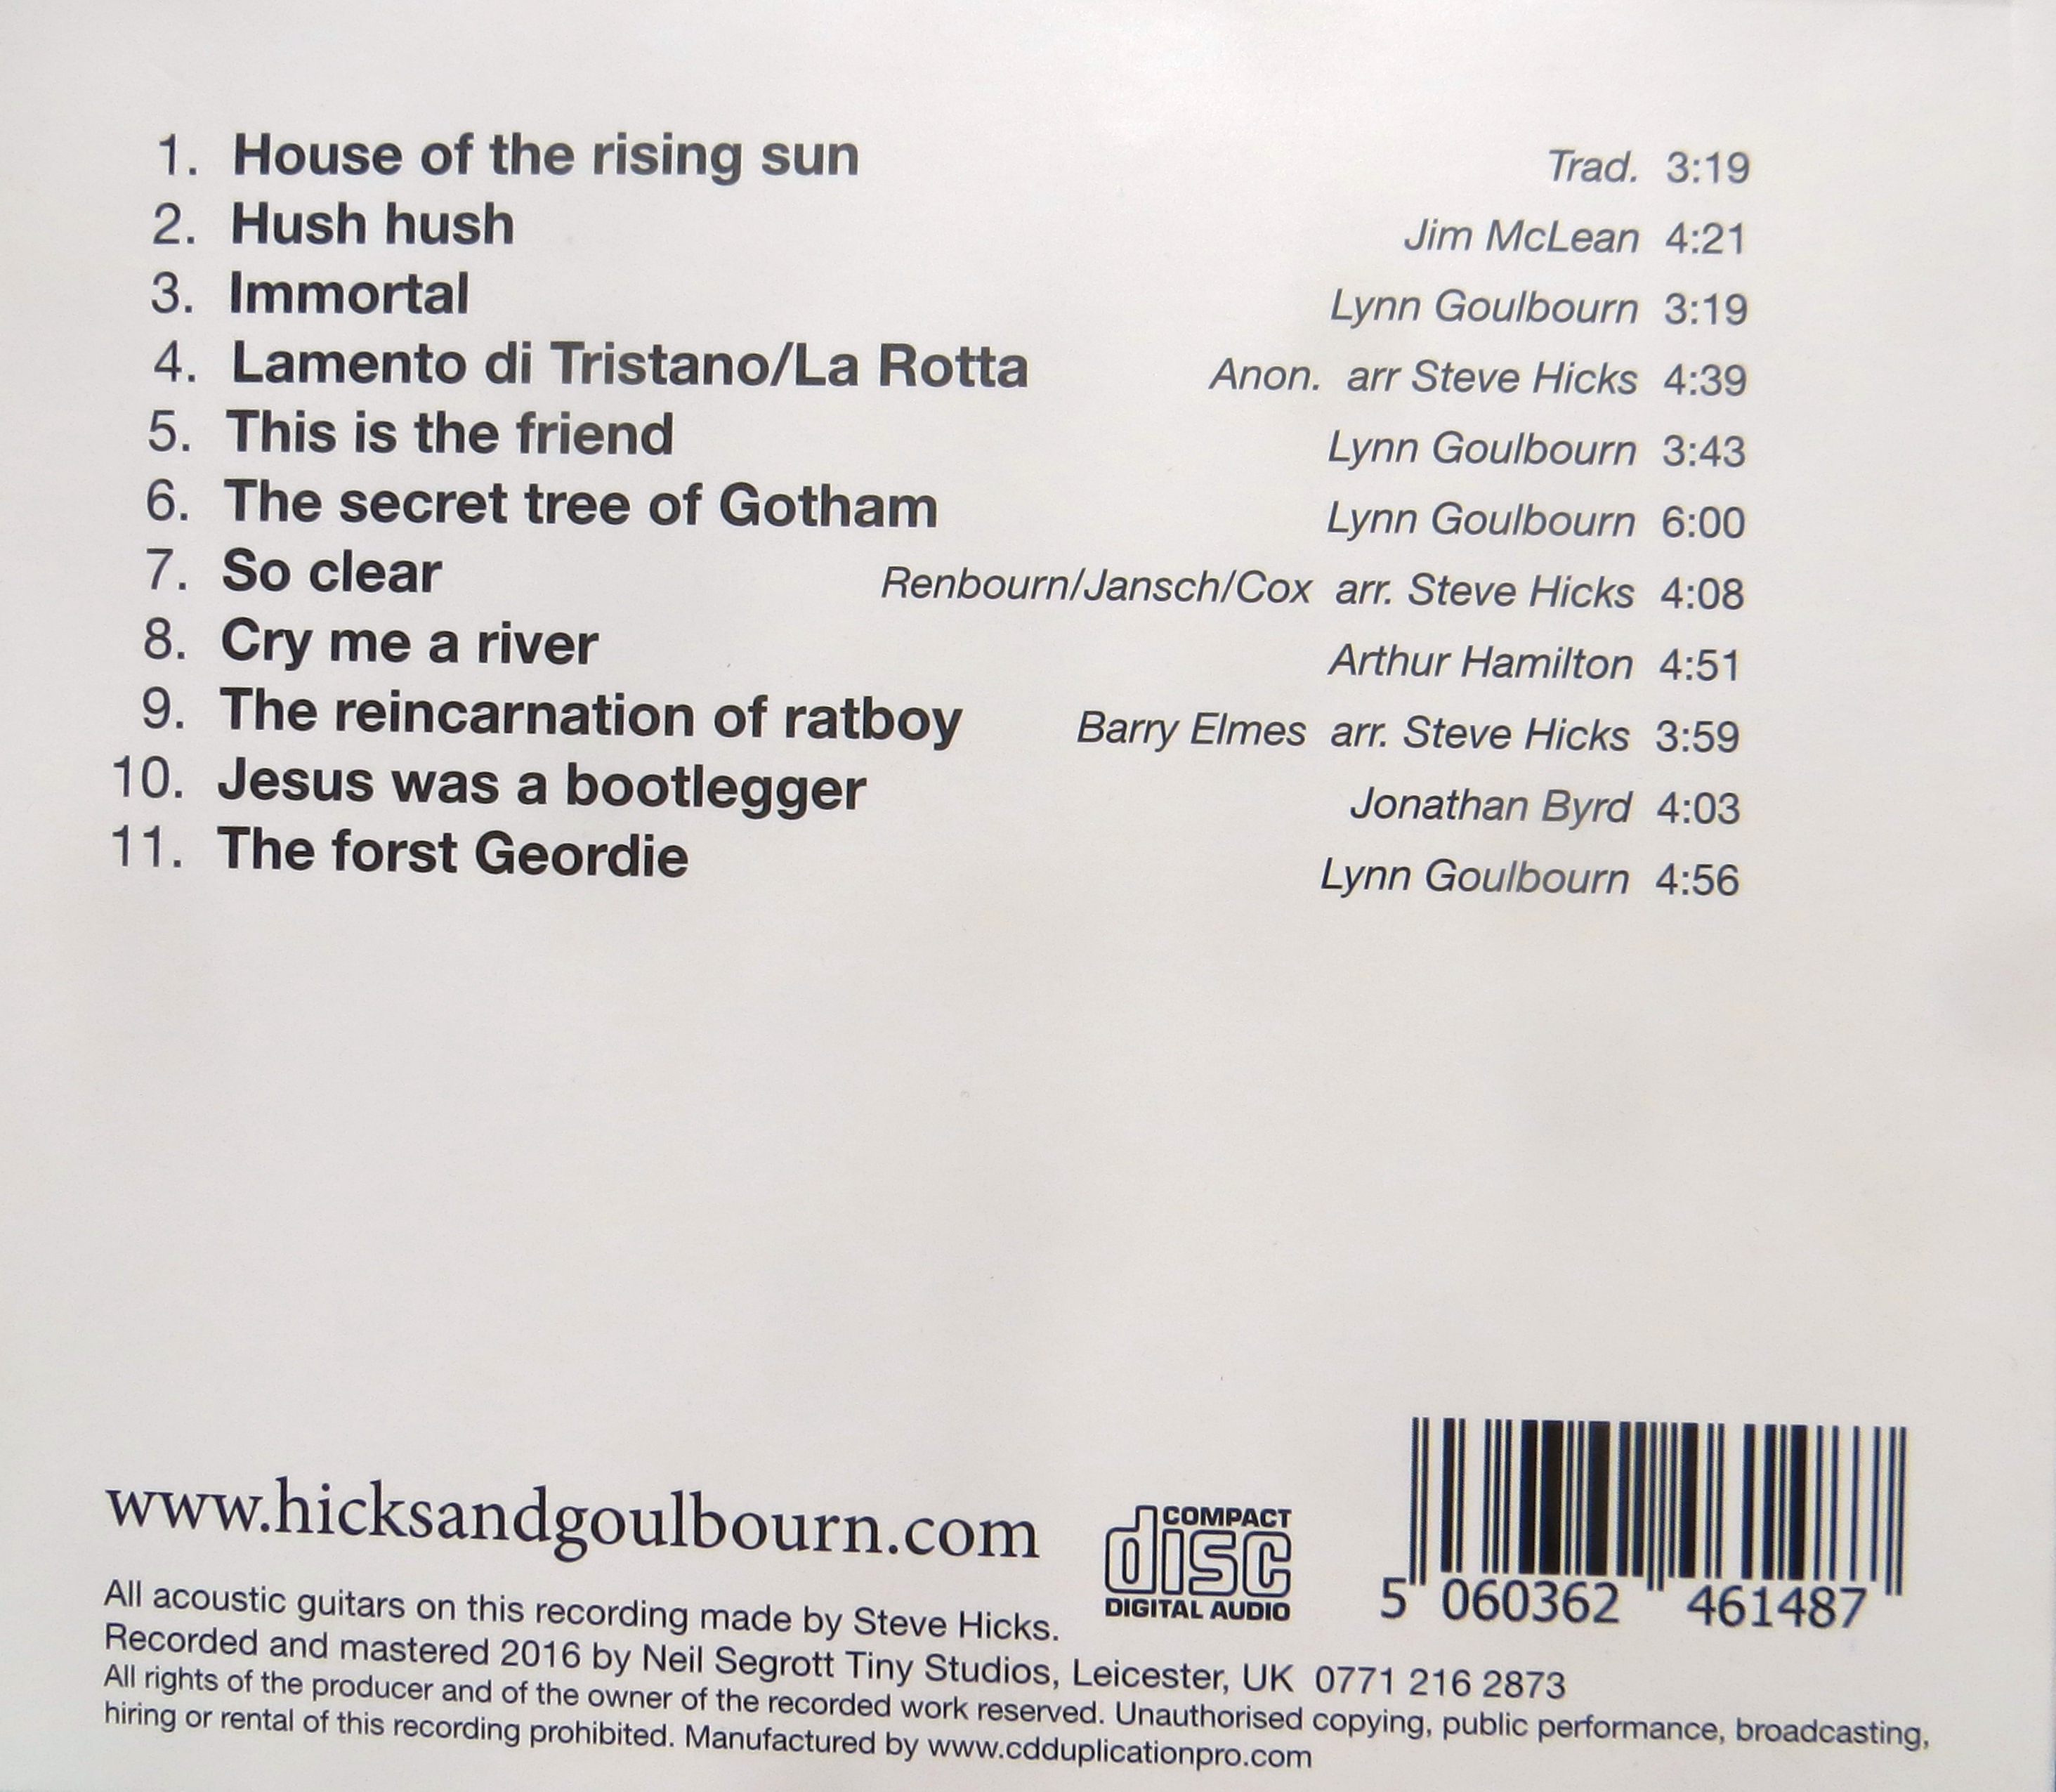 1. House of the rising sun Trad. 3:19
2. Hush hush Jim McLean 4:21
3. Immortal Lynn Goulbourn 3:19
4. Lamento di Tristano/La Rotta Anon. arr Steve Hicks 4:39
5. This is the friend Lynn Goulbourn 3:43
6. The secret tree of Gotham Lynn Goulbourn 6:00
7. So clear Renbourn/Jansch/Cox arr. Steve Hicks 4:08
8. Cry me a river Arthur Hamilton 4:51
9. The reincarnation of ratboy Barry Elmes arr. Steve Hicks 3:59
10. Jesus was a bootlegger Jonathan Byrd 4:03
11. The forst Geordie Lynn Goulbourn 4:56
www.hicksandgoulbourn.com
COMPACT
disc
DIGITAL AUDIO
5 060362 461487
All acoustic guitars on this recording made by Steve Hicks.
Recorded and mastered 2016 by Neil Segrott Tiny Studios, Leicester, UK 0771 216 2873
All rights of the producer and of the owner of the recorded work reserved. Unauthorised copying, public performance, broadcasting,
hiring or rental of this recording prohibited. Manufactured by www.cdduplicationpro.com